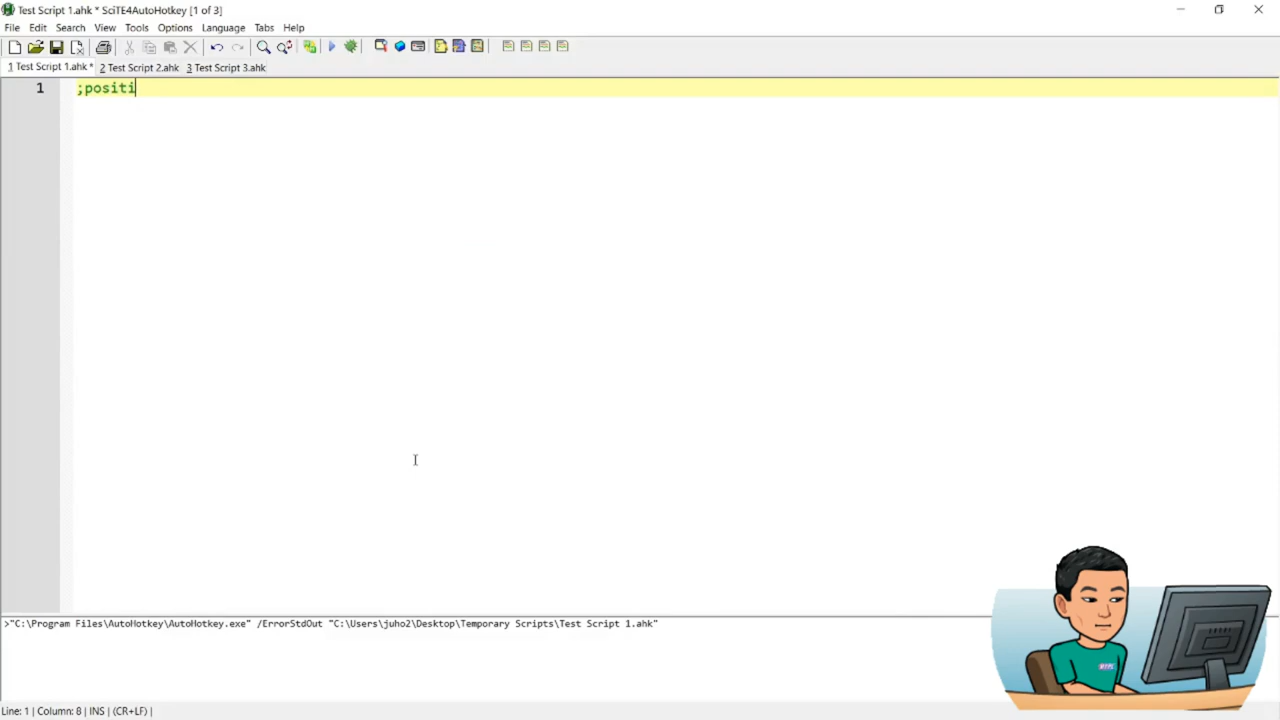 Test Script 1.ahk * SciTE4AutoHotkey [1 of 3]
File Edit Search View Tools Options Language Tabs Help
1 Test Script 1.ahk * 2 Test Script 2.ahk 3 Test Script 3.ahk
1 ;positi
>"C:\Program Files\AutoHotkey\AutoHotkey.exe" /ErrorStdOut "C:\Users\juho2\Desktop\Temporary Scripts\Test Script 1.ahk"
Line: 1 | Column: 8 | INS | (CR+LF) |